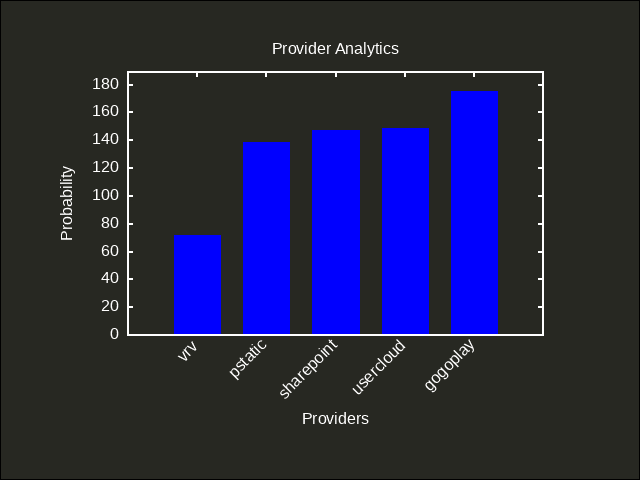 Provider Analytics
180
160
140
120
100
80
60
40
20
0
Probability
vrv
pstatic
sharepoint
usercloud
gogoplay
Providers